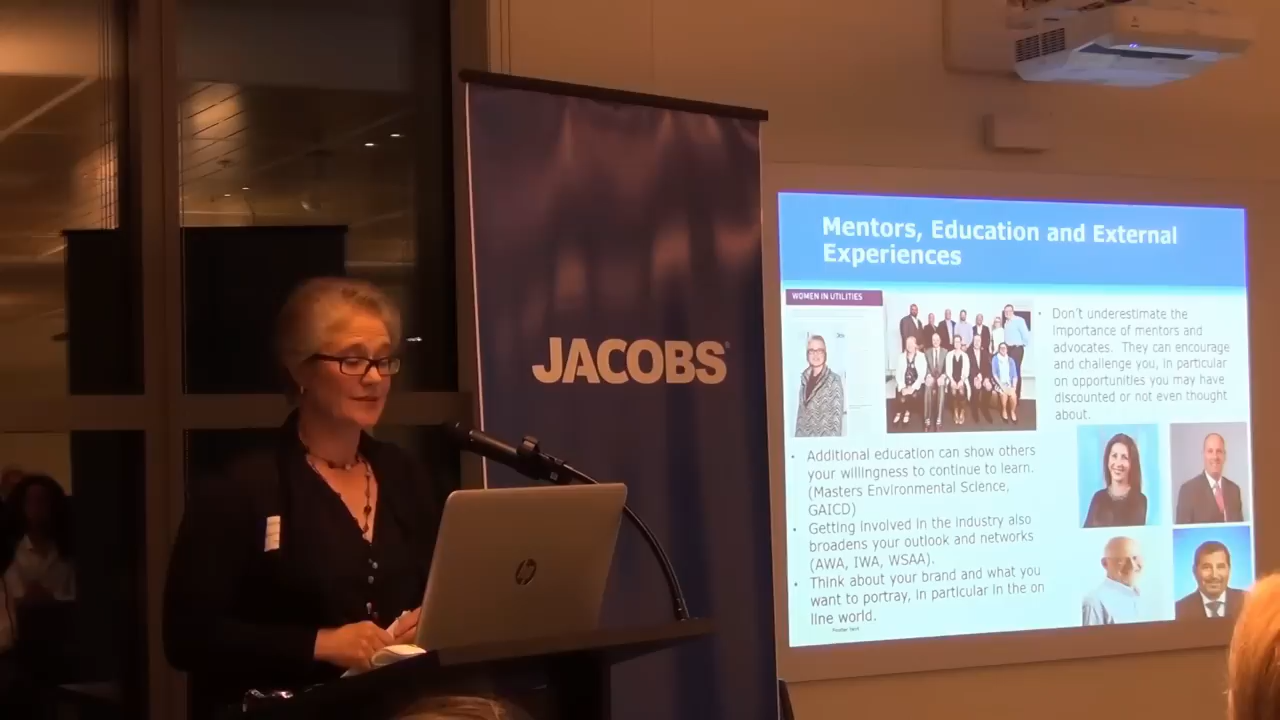 JACOBS
Mentors, Education and External
Experiences
WOMEN IN UTILITIES
• Don't underestimate the
importance of mentors and
advocates. They can encourage
and challenge you, in particular
on opportunities you may have
discounted or not even thought
about.
• Additional education can show others
your willingness to continue to learn.
(Masters Environmental Science,
GAICD)
• Getting involved in the industry also
broadens your outlook and networks
(AWA, IWA, WSAA).
• Think about your brand and what you
want to portray, in particular in the on
line world.
Footer text
hp